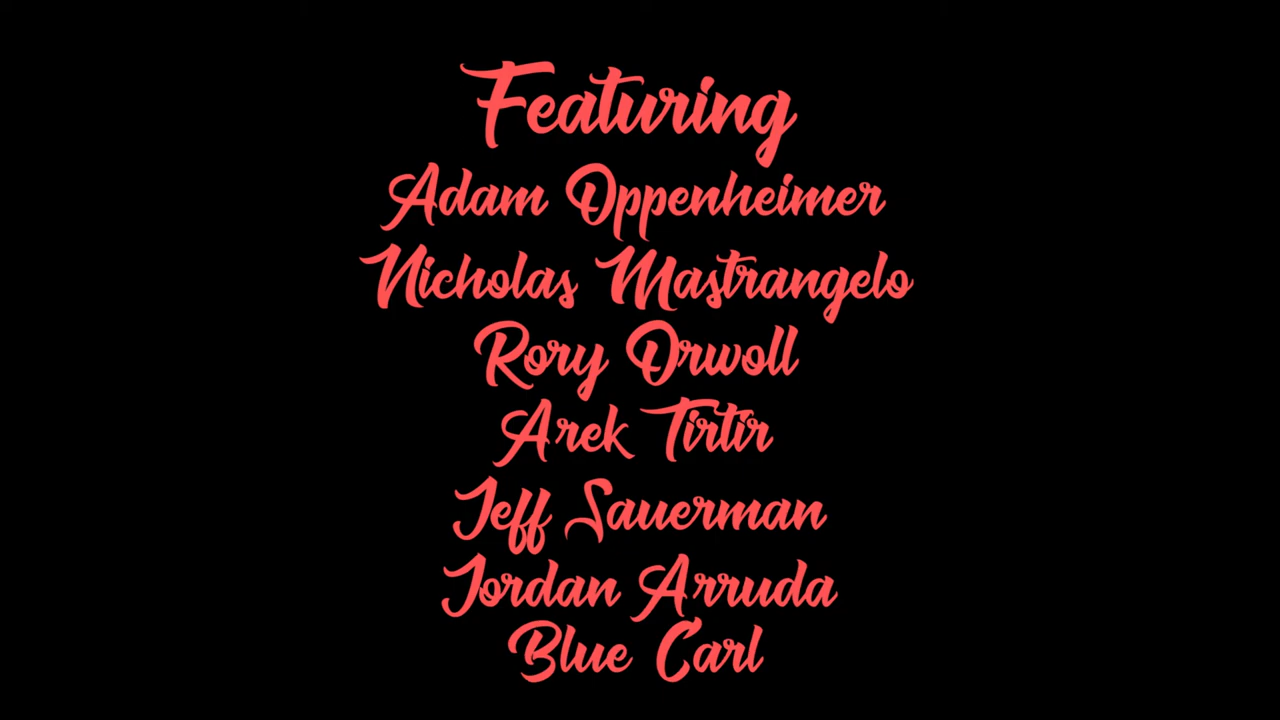 Featuring
Adam Oppenheimer
Nicholas Mastrangelo
Rory Orwoll
Arek Tirtir
Jeff Sauerman
Jordan Arruda
Blue Carl